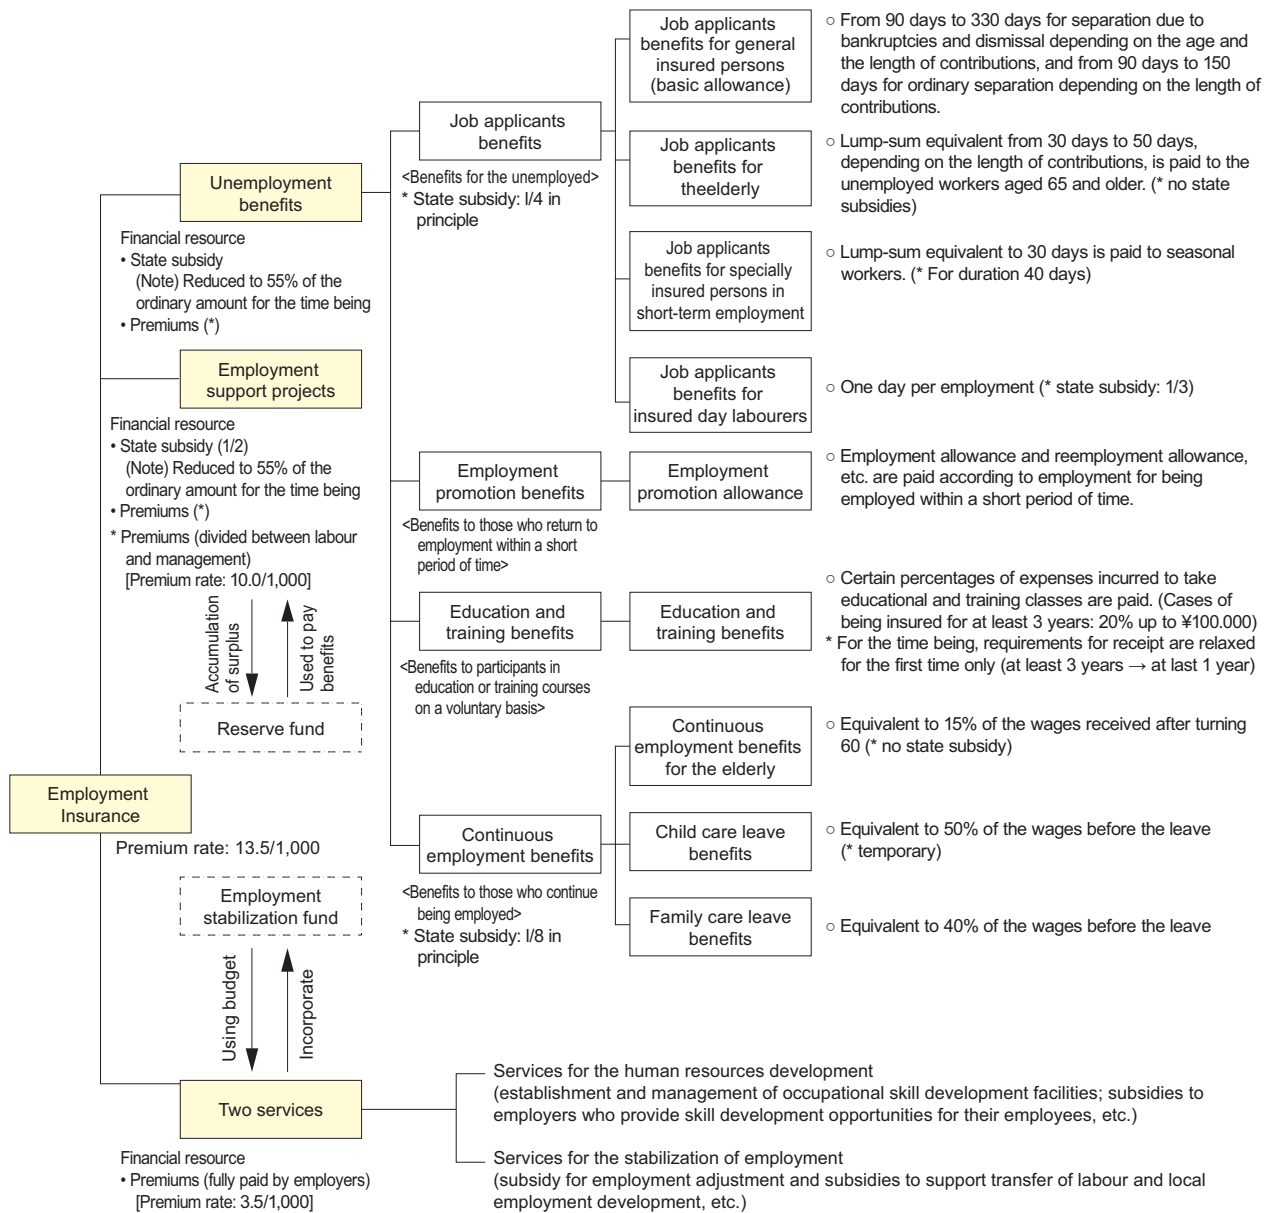 Employment
Insurance
Premium rate: 13.5/1,000
Unemployment
benefits
Financial resource
• State subsidy
(Note) Reduced to 55% of the
ordinary amount for the time being
• Premiums (*)
Employment
support projects
Financial resource
• State subsidy (1/2)
(Note) Reduced to 55% of the
ordinary amount for the time being
• Premiums (*)
* Premiums (divided between labour
and management)
[Premium rate: 10.0/1,000]
Accumulation
of surplus
Used to pay
benefits
Reserve fund
Employment
stabilization fund
Using budget
Incorporate
Two services
Financial resource
• Premiums (fully paid by employers)
[Premium rate: 3.5/1,000]
Job applicants
benefits
<Benefits for the unemployed>
* State subsidy: l/4 in
principle
Job applicants
benefits for general
insured persons
(basic allowance)
○ From 90 days to 330 days for separation due to
bankruptcies and dismissal depending on the age and
the length of contributions, and from 90 days to 150
days for ordinary separation depending on the length of
contributions.
Job applicants
benefits for
theelderly
○ Lump-sum equivalent from 30 days to 50 days,
depending on the length of contributions, is paid to the
unemployed workers aged 65 and older. (* no state
subsidies)
Job applicants
benefits for specially
insured persons in
short-term employment
○ Lump-sum equivalent to 30 days is paid to seasonal
workers. (* For duration 40 days)
Job applicants
benefits for
insured day labourers
○ One day per employment (* state subsidy: 1/3)
Employment
promotion benefits
<Benefits to those who return to
employment within a short
period of time>
Employment
promotion allowance
○ Employment allowance and reemployment allowance,
etc. are paid according to employment for being
employed within a short period of time.
Education and
training benefits
<Benefits to participants in
education or training courses
on a voluntary basis>
Education and
training benefits
○ Certain percentages of expenses incurred to take
educational and training classes are paid. (Cases of
being insured for at least 3 years: 20% up to ¥100.000)
* For the time being, requirements for receipt are relaxed
for the first time only (at least 3 years → at last 1 year)
Continuous
employment benefits
<Benefits to those who continue
being employed>
* State subsidy: l/8 in
principle
Continuous
employment benefits
for the elderly
○ Equivalent to 15% of the wages received after turning
60 (* no state subsidy)
Child care leave
benefits
○ Equivalent to 50% of the wages before the leave
(* temporary)
Family care leave
benefits
○ Equivalent to 40% of the wages before the leave
Services for the human resources development
(establishment and management of occupational skill development facilities; subsidies to
employers who provide skill development opportunities for their employees, etc.)
Services for the stabilization of employment
(subsidy for employment adjustment and subsidies to support transfer of labour and local
employment development, etc.)